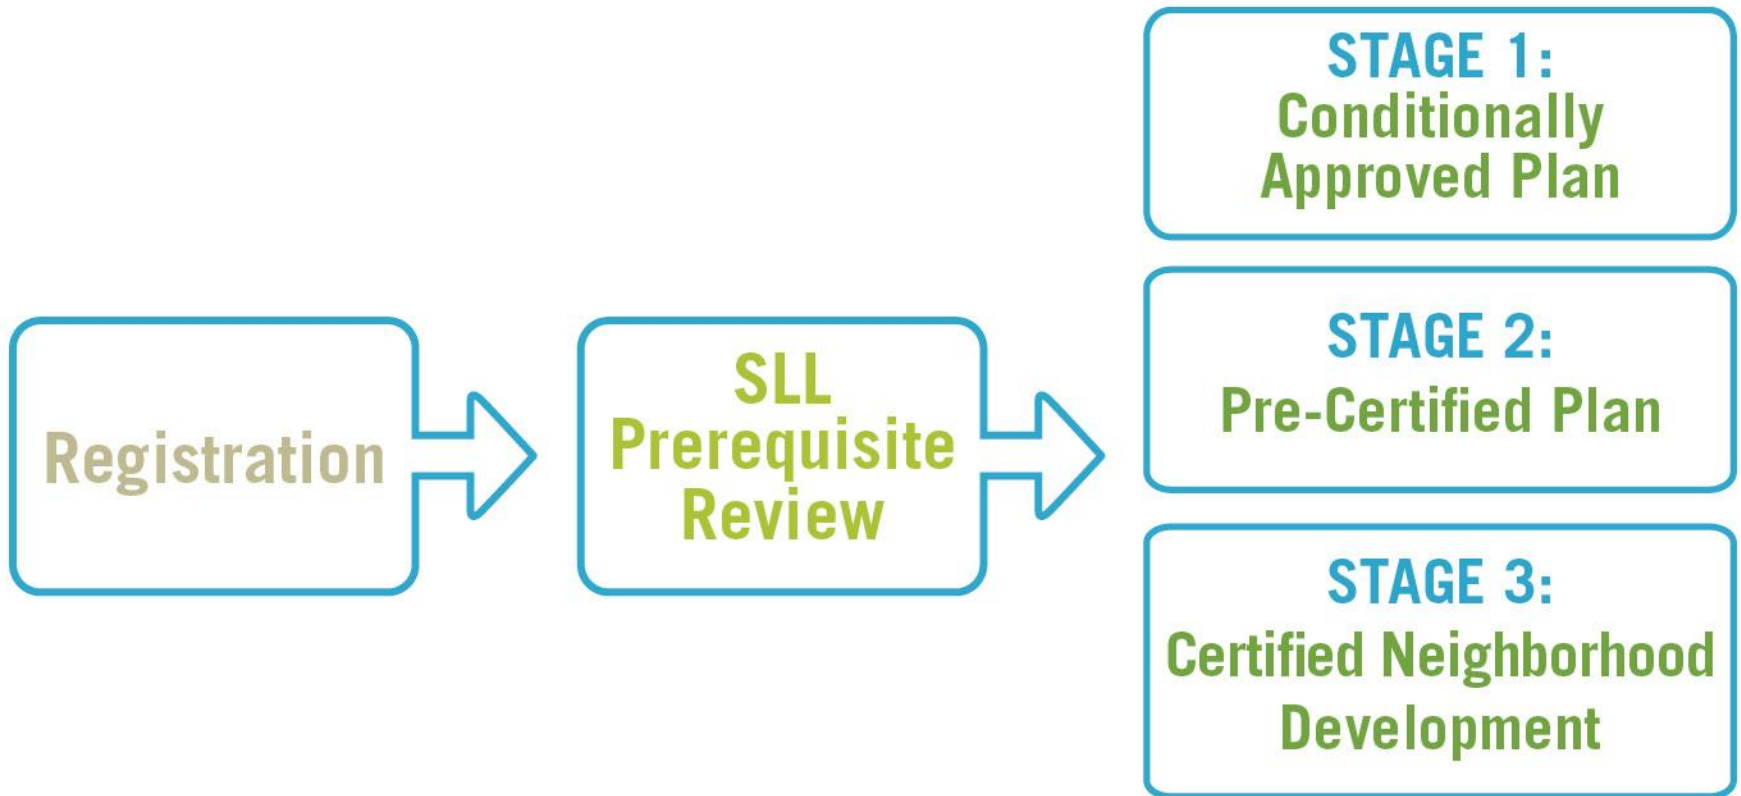 Registration
SLL
Prerequisite
Review
STAGE 1:
Conditionally
Approved Plan
STAGE 2:
Pre-Certified Plan
STAGE 3:
Certified Neighborhood
Development